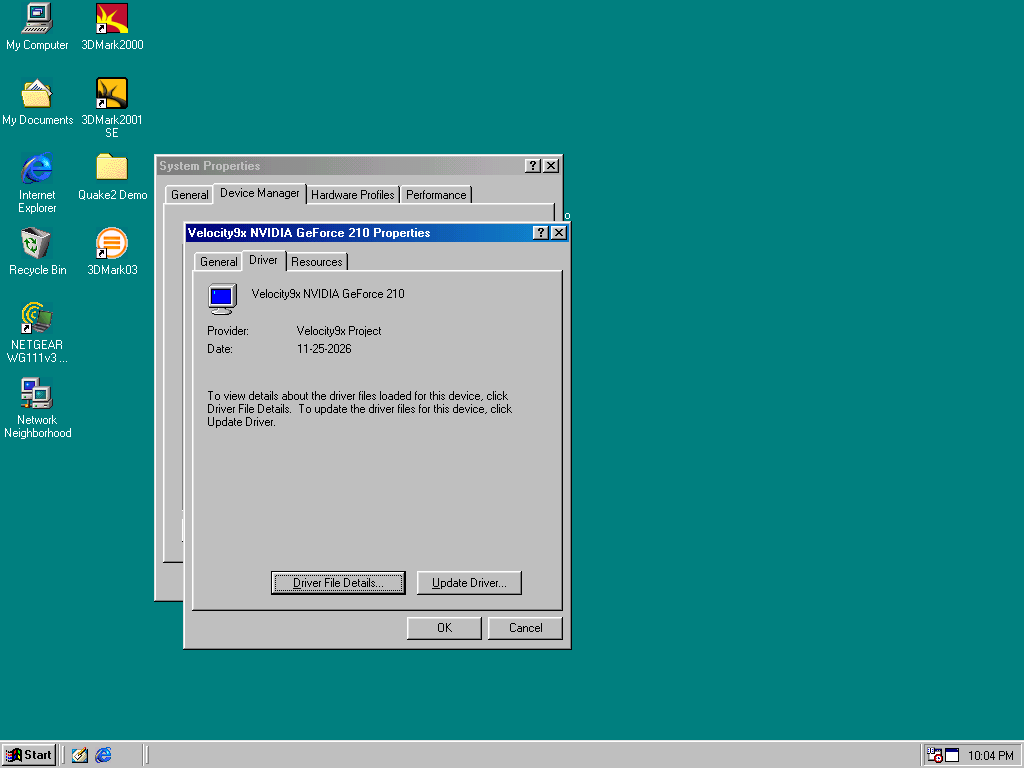 My Computer
3DMark2000
My Documents
3DMark2001
SE
Internet
Explorer
Quake2 Demo
Recycle Bin
3DMark03
NETGEAR
WG111v3 ...
Network
Neighborhood
System Properties
General
Device Manager
Hardware Profiles
Performance
o
Velocity9x NVIDIA GeForce 210 Properties
General
Driver
Resources
Velocity9x NVIDIA GeForce 210
Provider: Velocity9x Project
Date: 11-25-2026
To view details about the driver files loaded for this device, click
Driver File Details. To update the driver files for this device, click
Update Driver.
Driver File Details...
Update Driver...
OK
Cancel
Start
10:04 PM